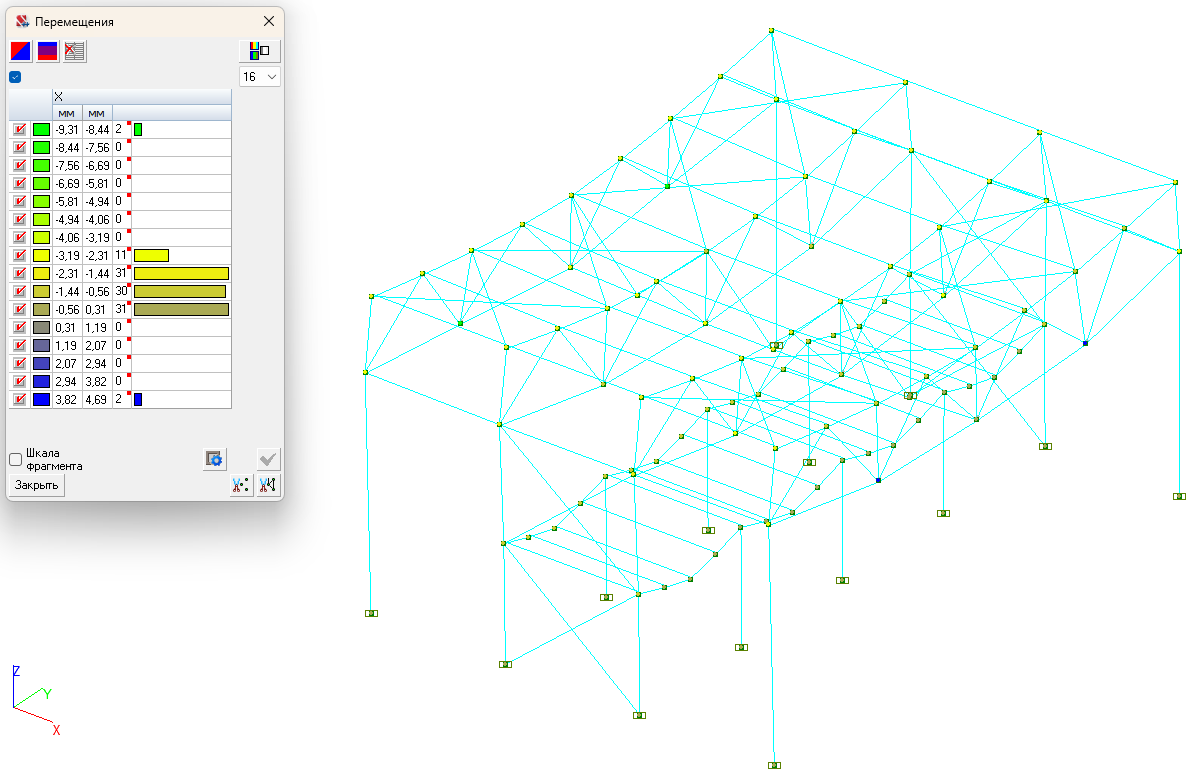 Перемещения
16
X
мм мм
-9,31 -8,44 2
-8,44 -7,56 0
-7,56 -6,69 0
-6,69 -5,81 0
-5,81 -4,94 0
-4,94 -4,06 0
-4,06 -3,19 0
-3,19 -2,31 11
-2,31 -1,44 31
-1,44 -0,56 30
-0,56 0,31 31
0,31 1,19 0
1,19 2,07 0
2,07 2,94 0
2,94 3,82 0
3,82 4,69 2
Шкала
фрагмента
Закрыть
Z
Y
X